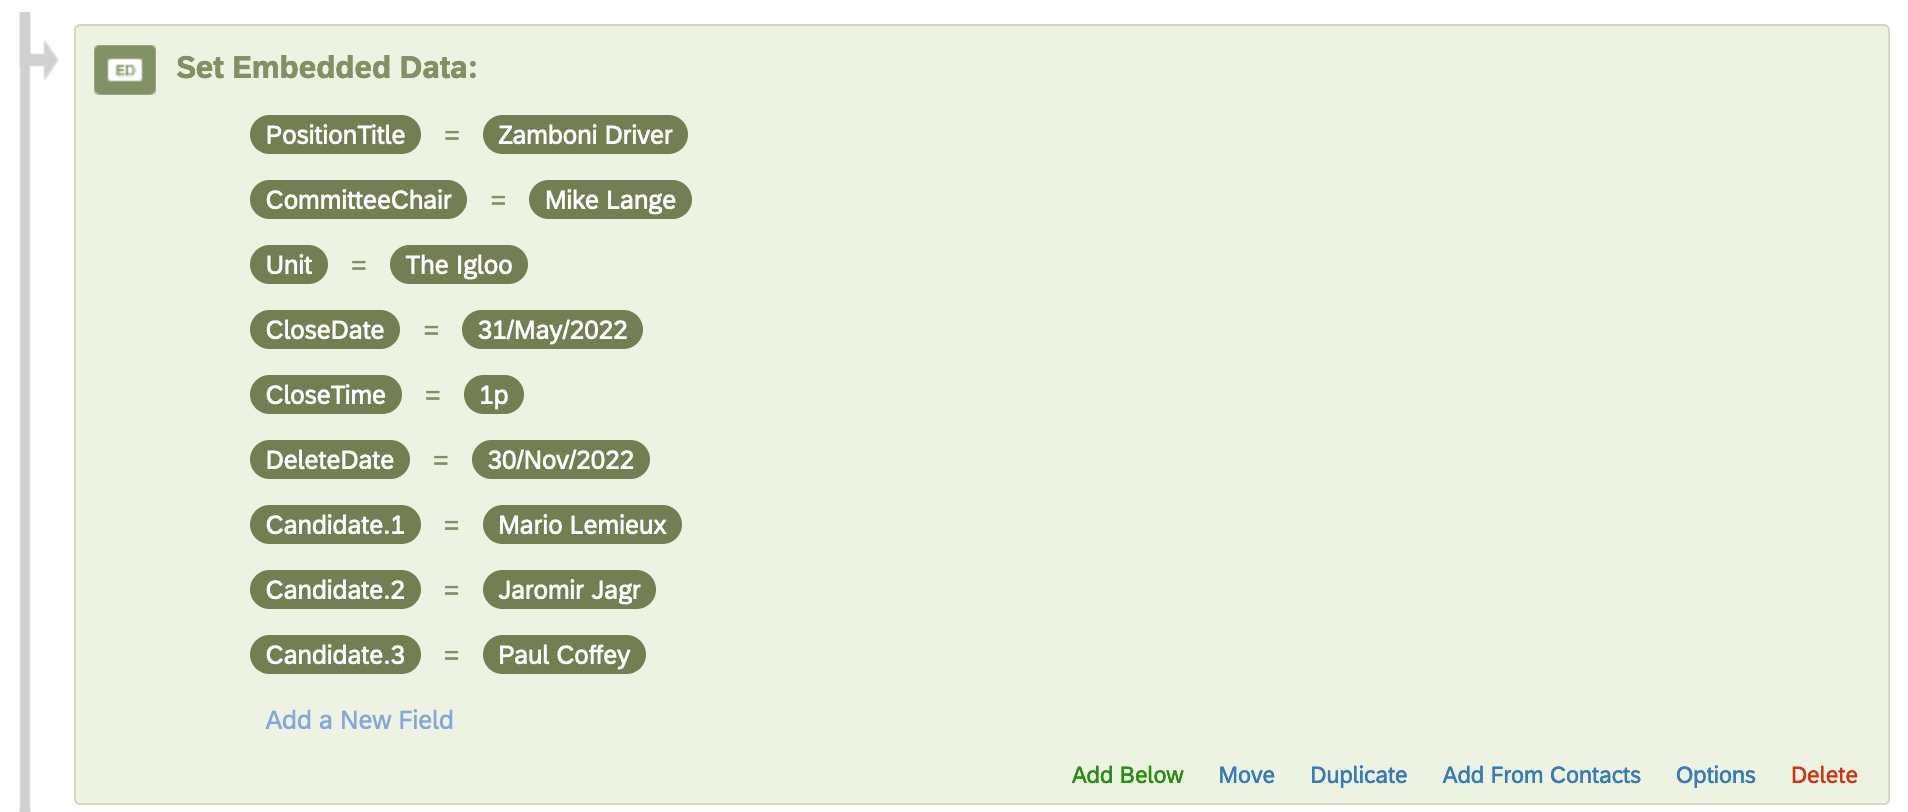 ED Set Embedded Data:
PositionTitle = Zamboni Driver
CommitteeChair = Mike Lange
Unit = The Igloo
CloseDate = 31/May/2022
CloseTime = 1p
DeleteDate = 30/Nov/2022
Candidate.1 = Mario Lemieux
Candidate.2 = Jaromir Jagr
Candidate.3 = Paul Coffey
Add a New Field
Add Below Move Duplicate Add From Contacts Options Delete